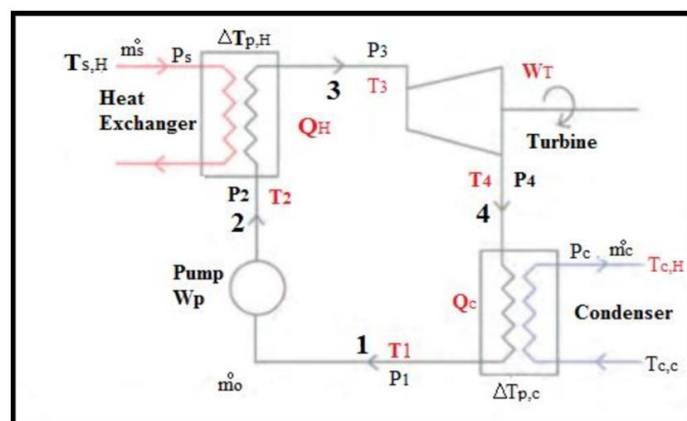 ΔTp,H
Ts,H m°s Ps
P3
WT
3
T3
Heat
Exchanger
QH
Turbine
P2 T2
T4 P4
2
4
Pc m°c Tc,H
Pump
Wp
Qc
Condenser
1 T1
P1
Tc,c
m°o
ΔTp,c